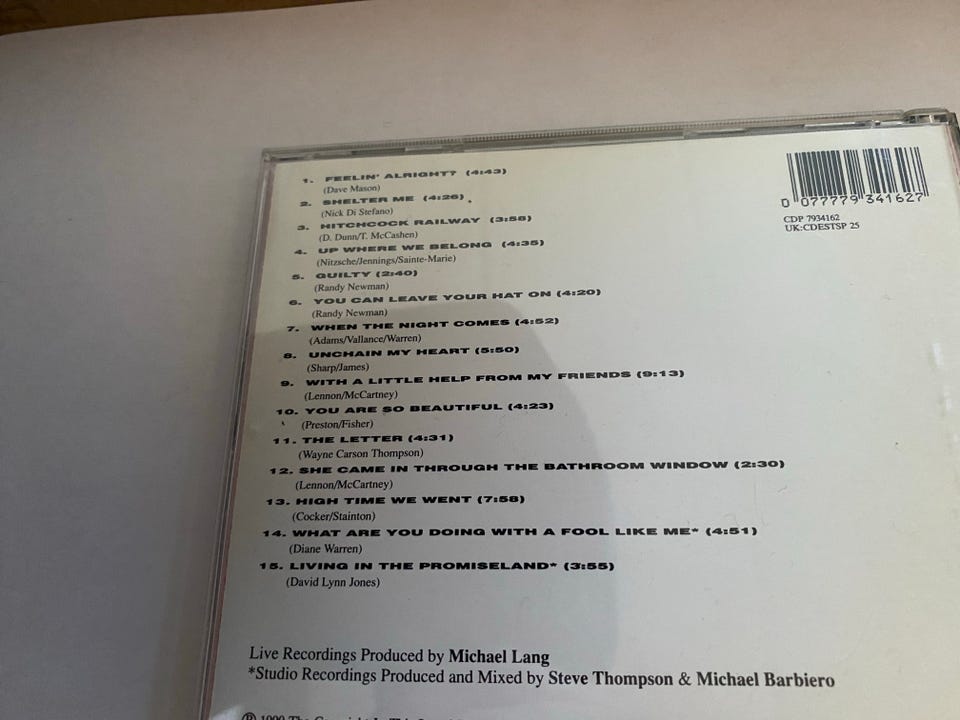 1. FEELIN' ALRIGHT? (4:43)
(Dave Mason)
2. SHELTER ME (4:26)
(Nick Di Stefano)
3. HITCHCOCK RAILWAY (3:58)
(D. Dunn/T. McCashen)
4. UP WHERE WE BELONG (4:35)
(Nitzsche/Jennings/Sainte-Marie)
5. GUILTY (2:40)
(Randy Newman)
6. YOU CAN LEAVE YOUR HAT ON (4:20)
(Randy Newman)
7. WHEN THE NIGHT COMES (4:52)
(Adams/Vallance/Warren)
8. UNCHAIN MY HEART (5:50)
(Sharp/James)
9. WITH A LITTLE HELP FROM MY FRIENDS (9:13)
(Lennon/McCartney)
10. YOU ARE SO BEAUTIFUL (4:23)
(Preston/Fisher)
11. THE LETTER (4:31)
(Wayne Carson Thompson)
12. SHE CAME IN THROUGH THE BATHROOM WINDOW (2:30)
(Lennon/McCartney)
13. HIGH TIME WE WENT (7:58)
(Cocker/Stainton)
14. WHAT ARE YOU DOING WITH A FOOL LIKE ME* (4:51)
(Diane Warren)
15. LIVING IN THE PROMISELAND* (3:55)
(David Lynn Jones)
0 077779 341627
CDP 7934162
UK:CDESTSP 25
Live Recordings Produced by Michael Lang
*Studio Recordings Produced and Mixed by Steve Thompson & Michael Barbiero